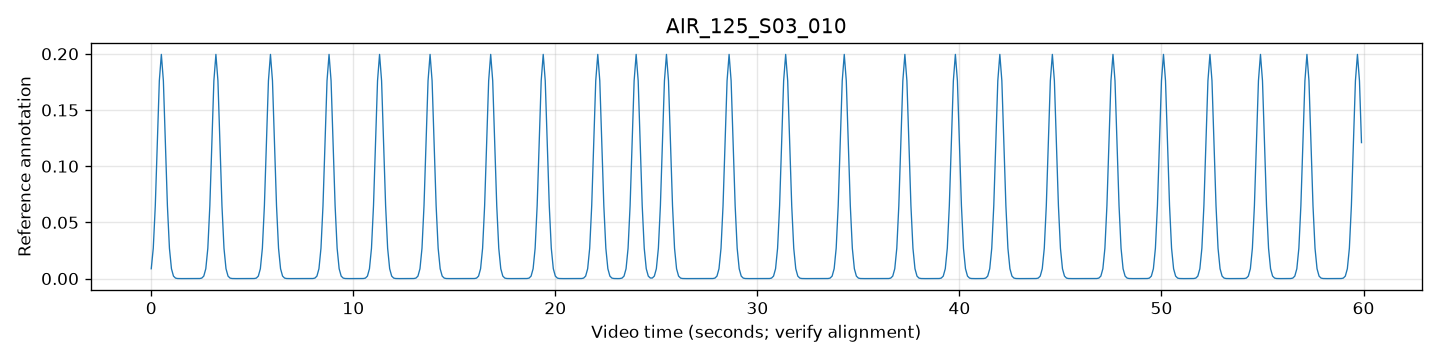 AIR_125_S03_010
Reference annotation
0.20
0.15
0.10
0.05
0.00
0 10 20 30 40 50 60
Video time (seconds; verify alignment)